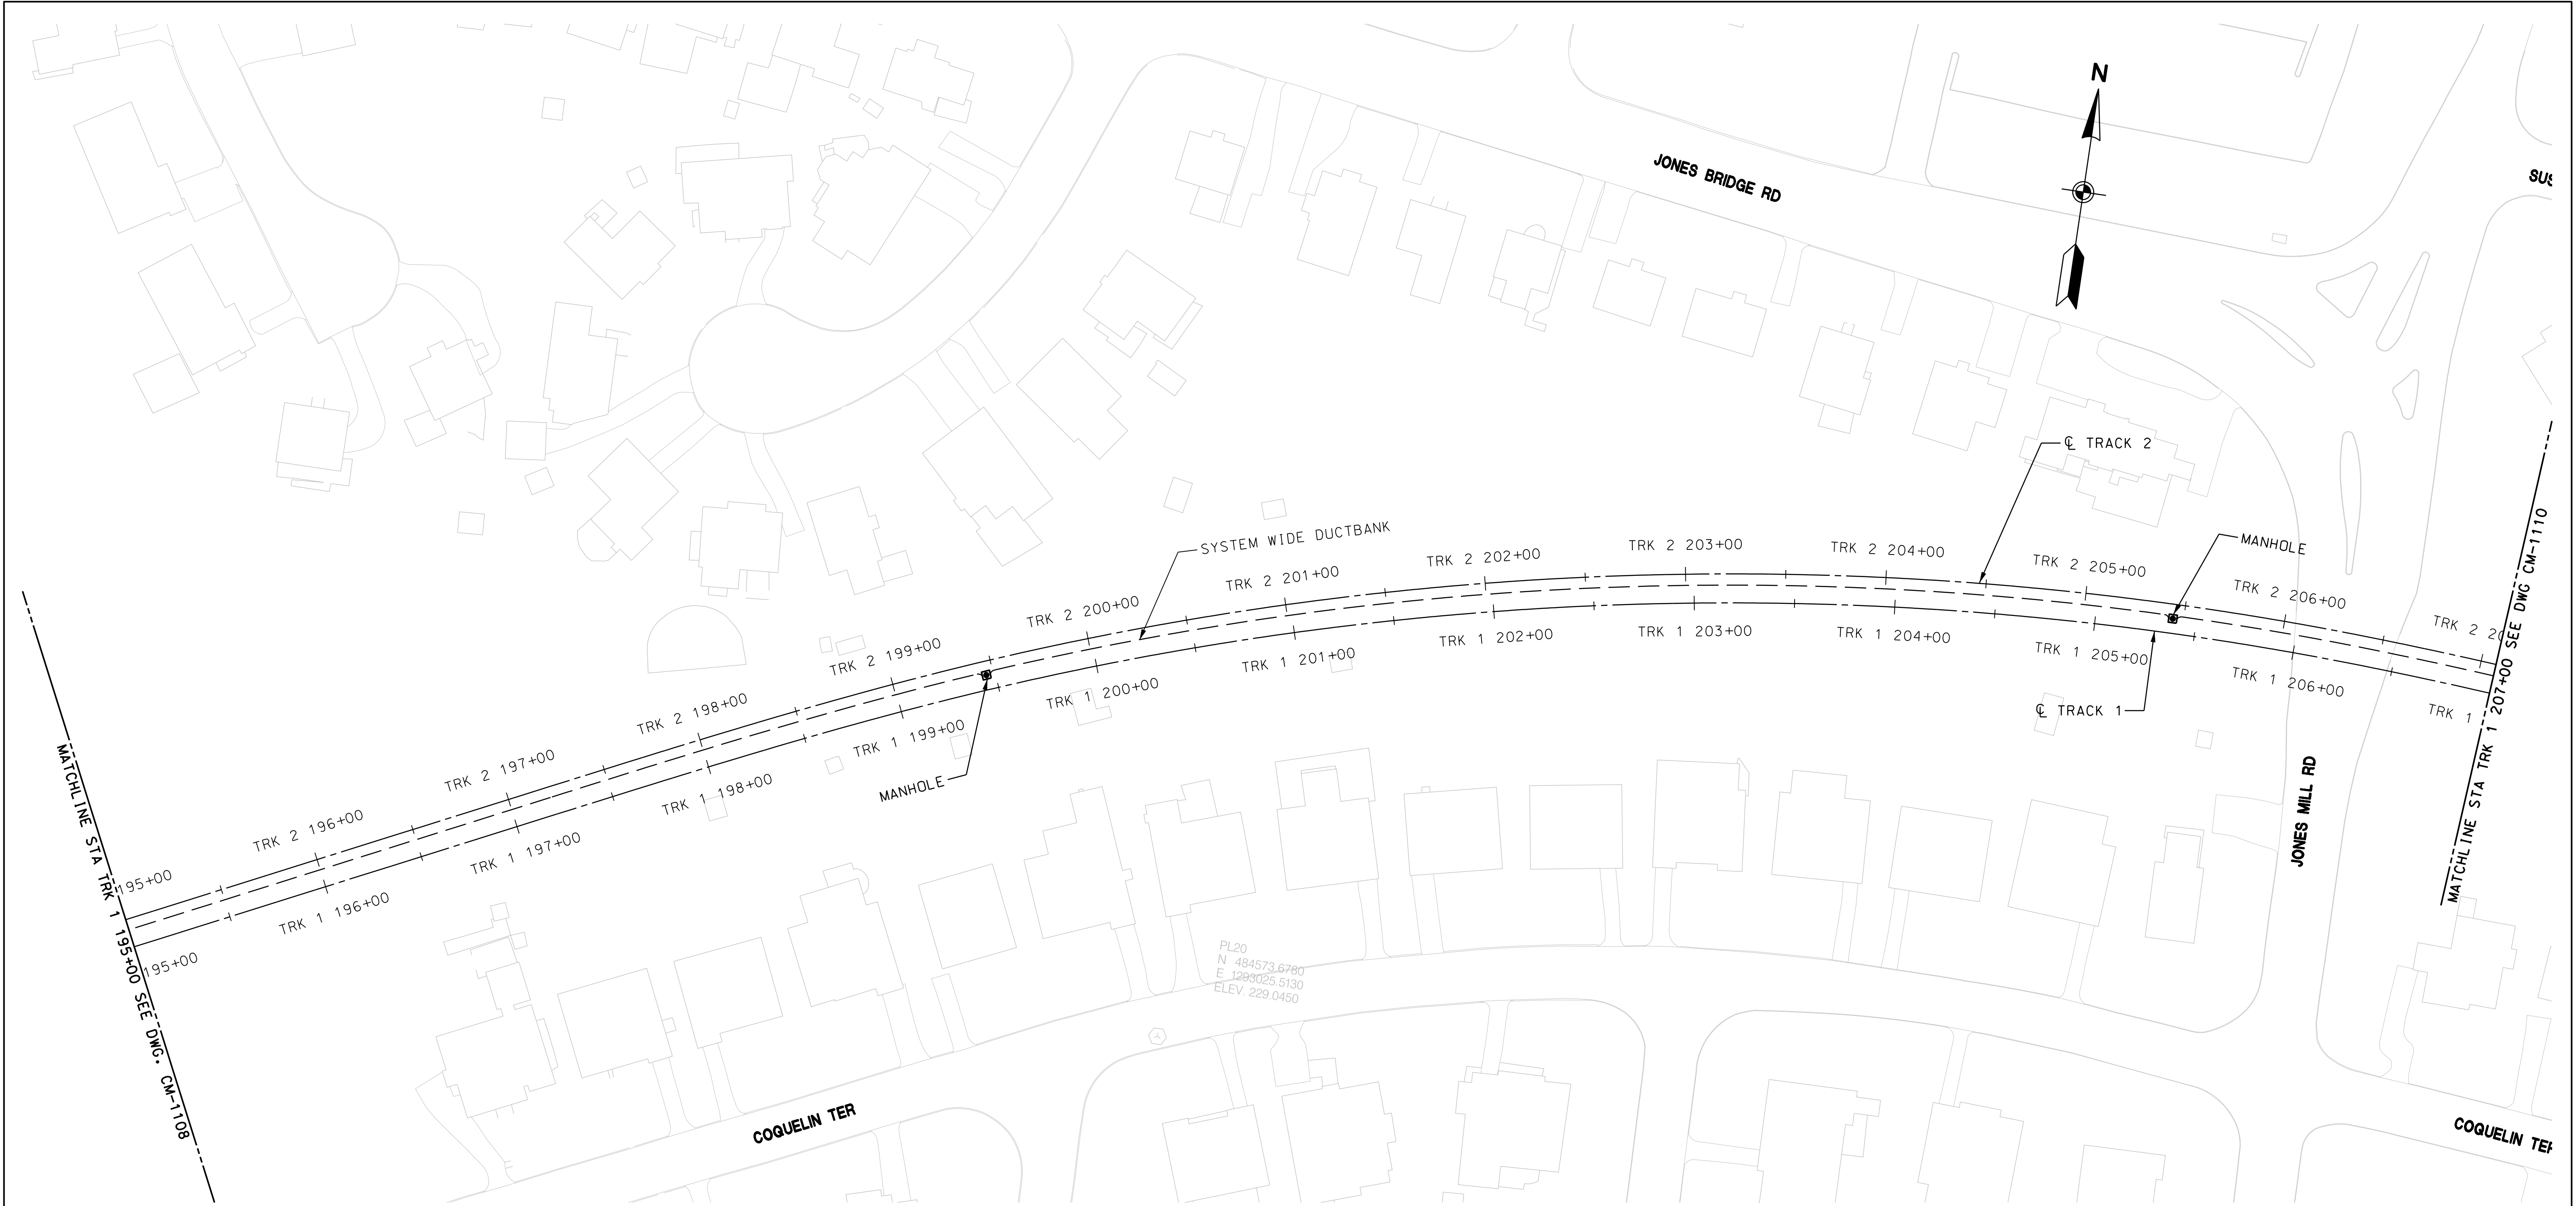 N
JONES BRIDGE RD
SUS
℄ TRACK 2
SYSTEM WIDE DUCTBANK
MANHOLE
TRK 2 203+00
TRK 2 204+00
TRK 2 202+00
TRK 2 205+00
TRK 2 201+00
TRK 2 206+00
TRK 2 200+00
TRK 2 20
TRK 2 199+00
TRK 2 198+00
TRK 2 197+00
TRK 2 196+00
195+00
TRK 1 203+00
TRK 1 204+00
TRK 1 202+00
TRK 1 205+00
TRK 1 201+00
TRK 1 206+00
TRK 1 200+00
TRK 1
TRK 1 199+00
TRK 1 198+00
TRK 1 197+00
TRK 1 196+00
195+00
℄ TRACK 1
MANHOLE
MATCHLINE STA TRK 1 195+00 SEE DWG. CM-1108
MATCHLINE STA TRK 1 207+00 SEE DWG CM-1110
JONES MILL RD
PL20
N 484573.6780
E 1293025.5130
ELEV. 229.0450
COQUELIN TER
COQUELIN TER